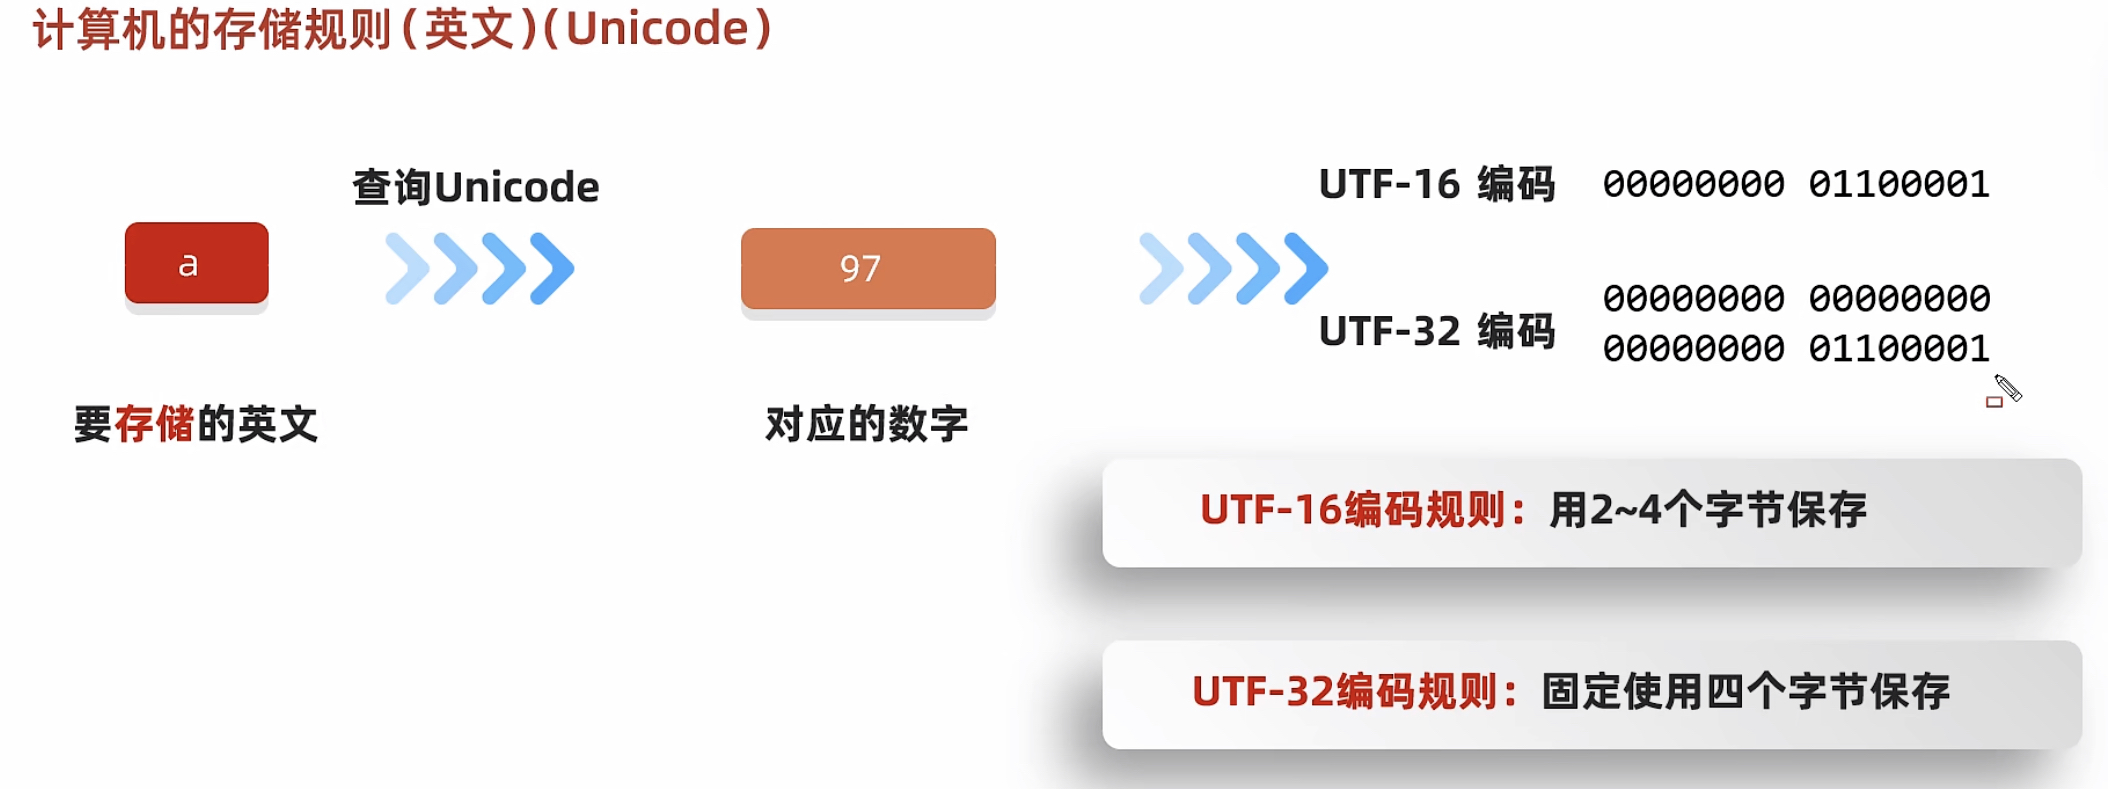 计算机的存储规则(英文)(Unicode)
查询Unicode
a
97
UTF-16 编码 00000000 01100001
UTF-32 编码 00000000 00000000
00000000 01100001
要存储的英文
对应的数字
UTF-16编码规则：用2~4个字节保存
UTF-32编码规则：固定使用四个字节保存